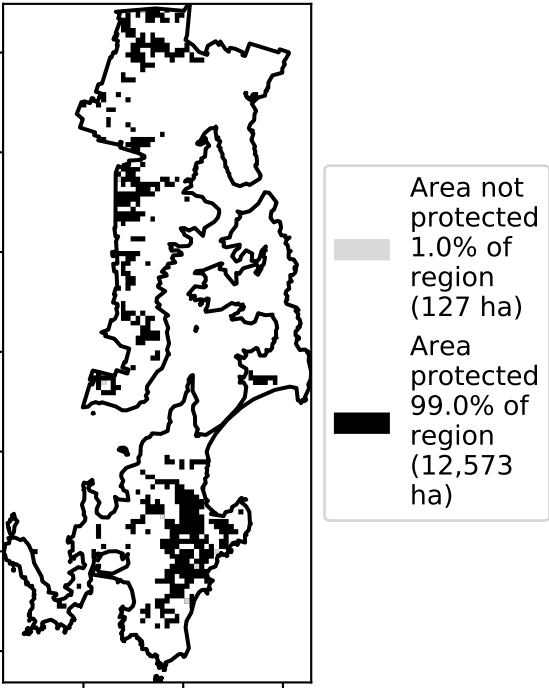 Area not
protected
1.0% of
region
(127 ha)
Area
protected
99.0% of
region
(12,573
ha)